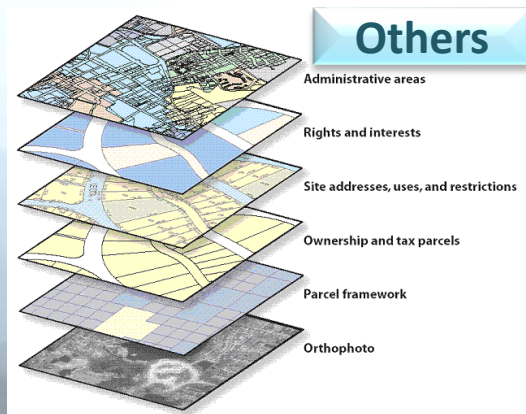 Others
Administrative areas
Rights and interests
Site addresses, uses, and restrictions
Ownership and tax parcels
Parcel framework
Orthophoto